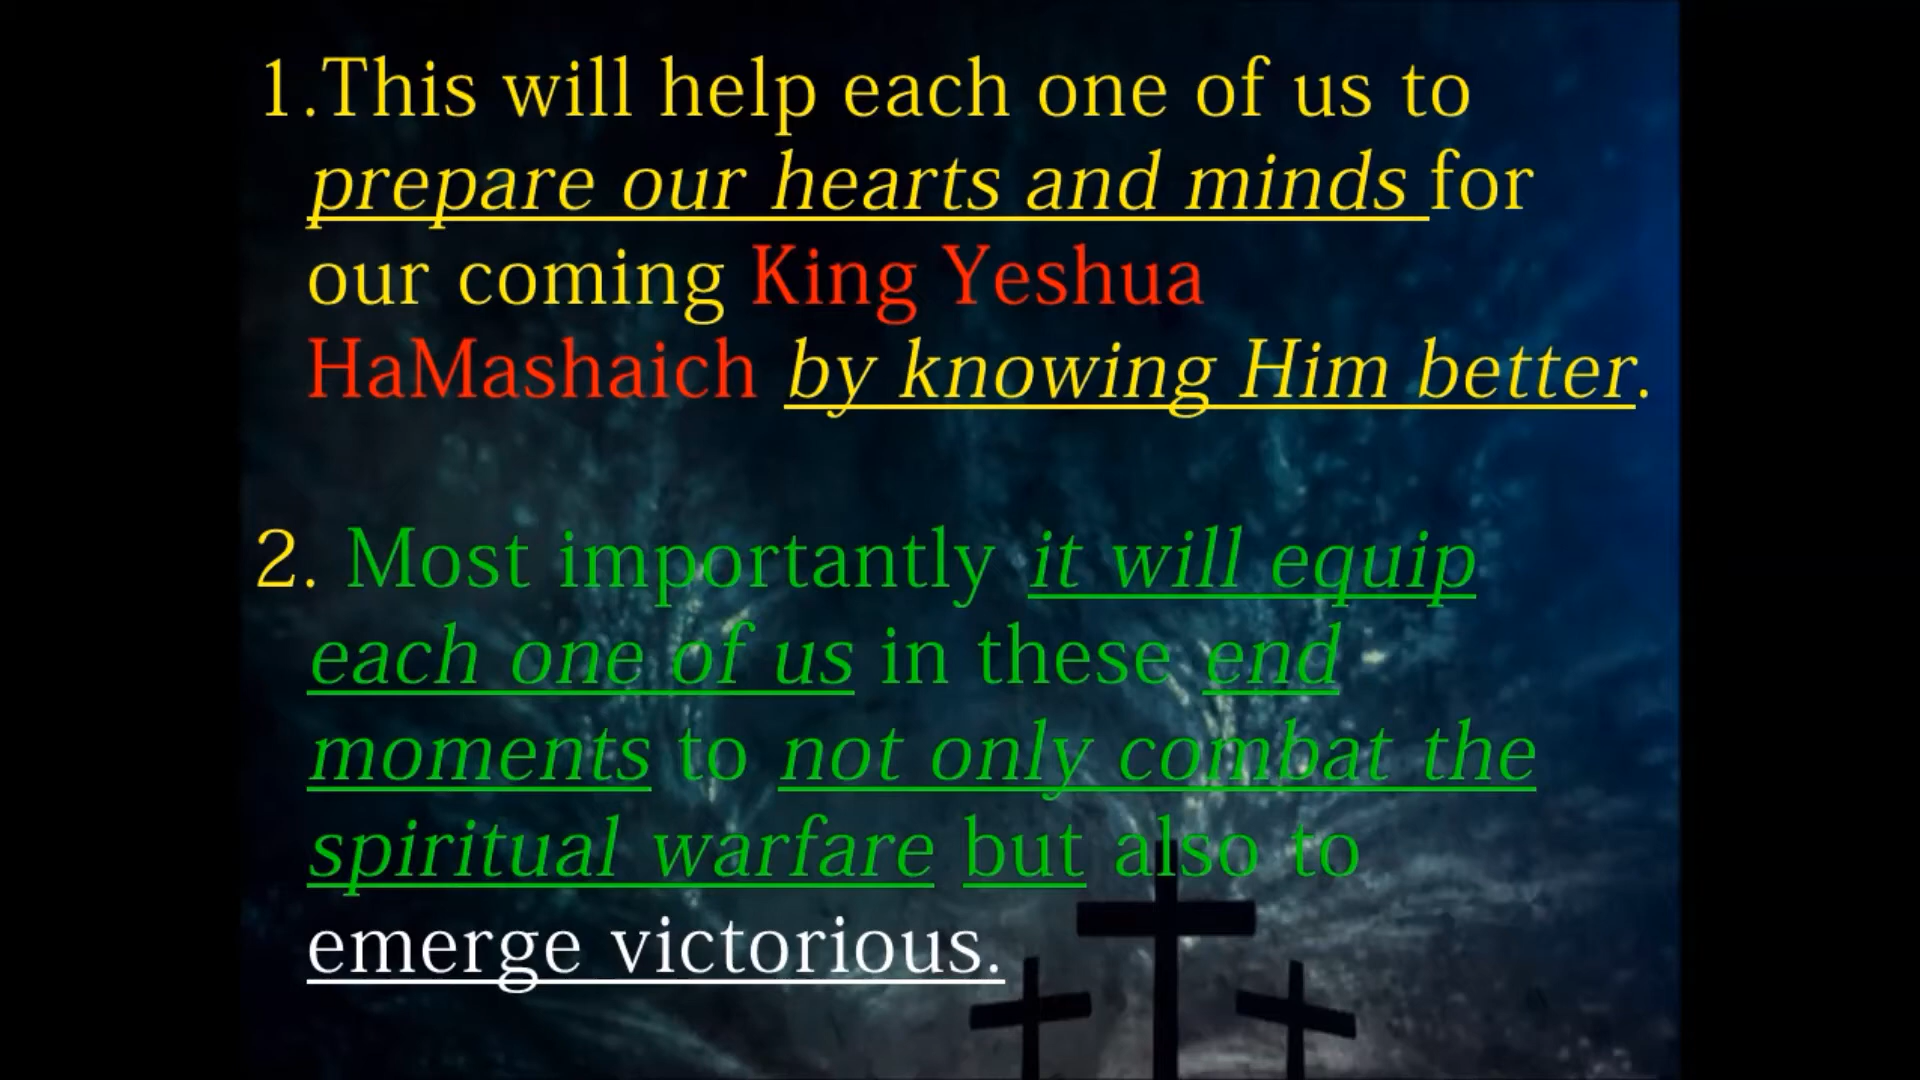 1.This will help each one of us to
prepare our hearts and minds for
our coming King Yeshua
HaMashaich by knowing Him better.
2. Most importantly it will equip
each one of us in these end
moments to not only combat the
spiritual warfare but also to
emerge victorious.